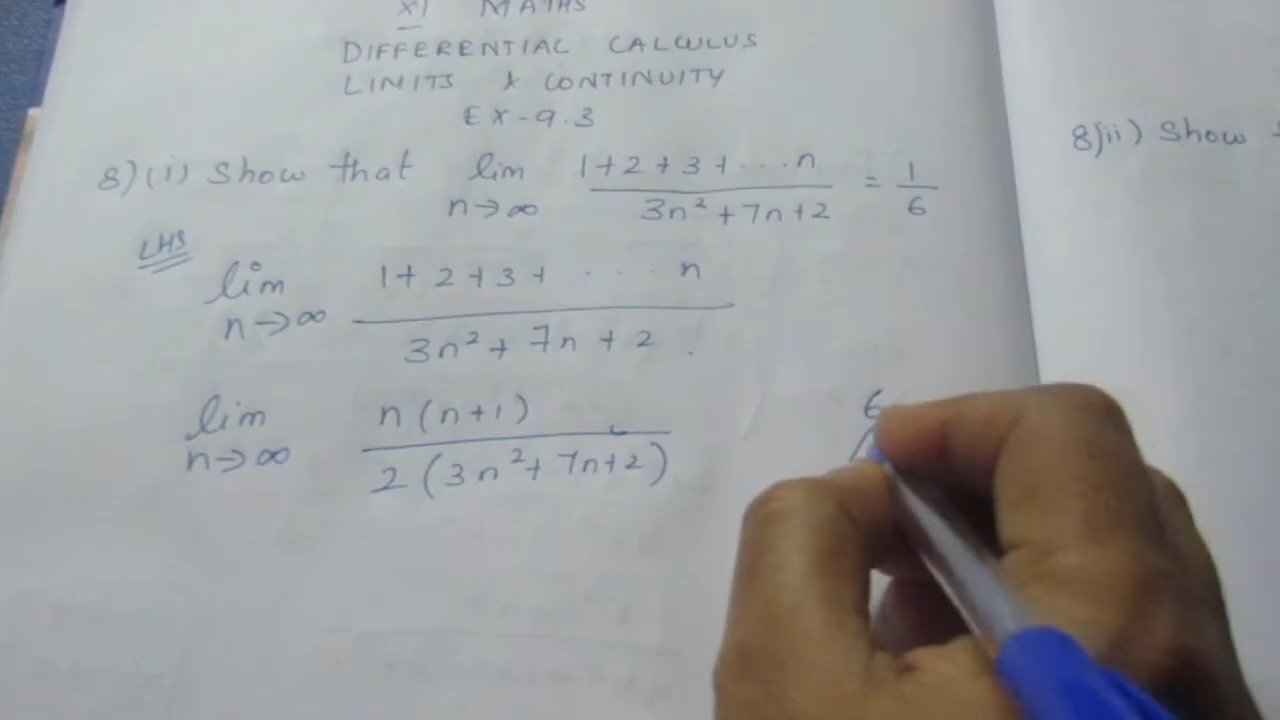 XI MATHS
DIFFERENTIAL CALCULUS
LIMITS & CONTINUITY
EX-9.3
8)(i) Show that lim n→∞ (1+2+3+···n)/(3n²+7n+2) = 1/6
LHS
lim n→∞ (1+2+3+ ···· n)/(3n²+7n+2)
lim n→∞ n(n+1)/2(3n²+7n+2)
6
8)ii) Show